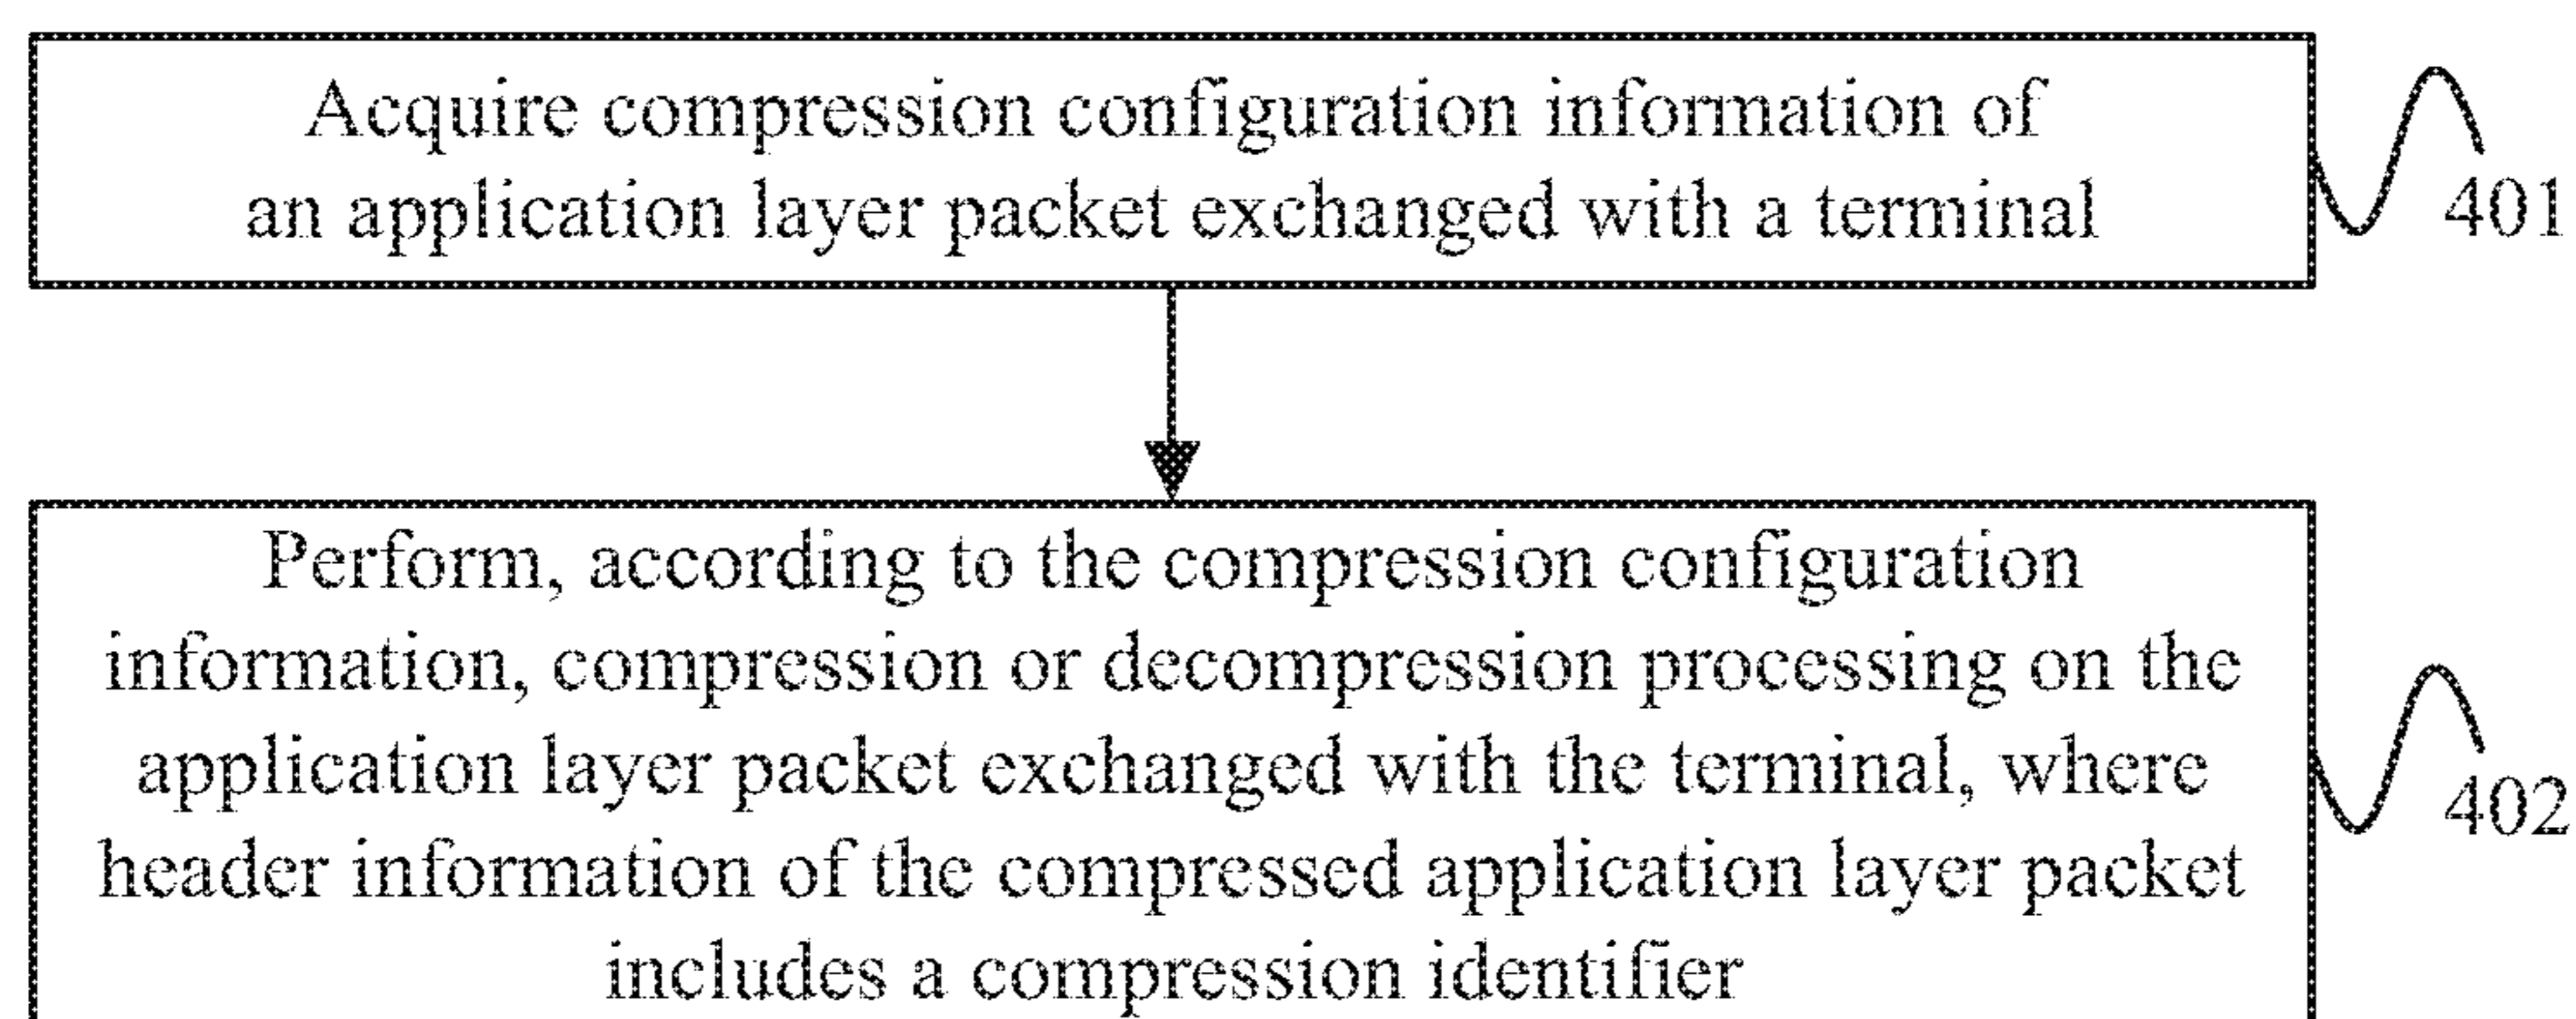 Acquire compression configuration information of
an application layer packet exchanged with a terminal
401
Perform, according to the compression configuration
information, compression or decompression processing on the
application layer packet exchanged with the terminal, where
header information of the compressed application layer packet
includes a compression identifier
402